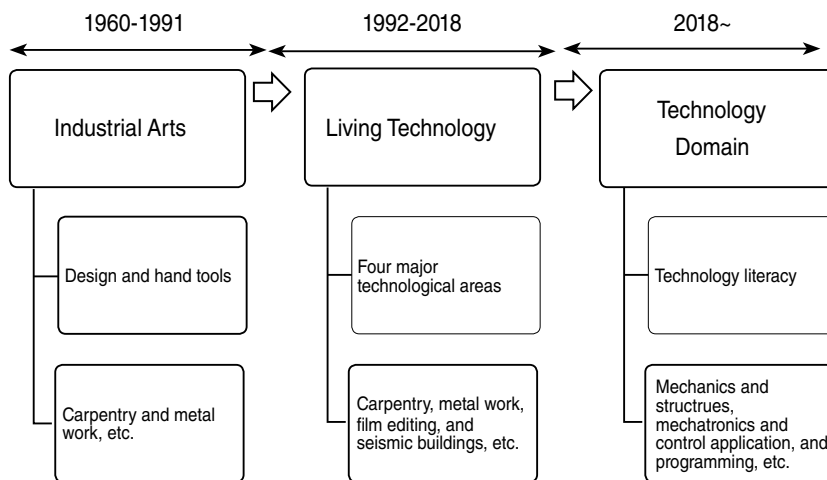 1960-1991
1992-2018
2018~
Industrial Arts
Living Technology
Technology
Domain
Design and hand tools
Four major
technological areas
Technology literacy
Carpentry and metal
work, etc.
Carpentry, metal work,
film editing, and
seismic buildings, etc.
Mechanics and
structrues,
mechatronics and
control application, and
programming, etc.